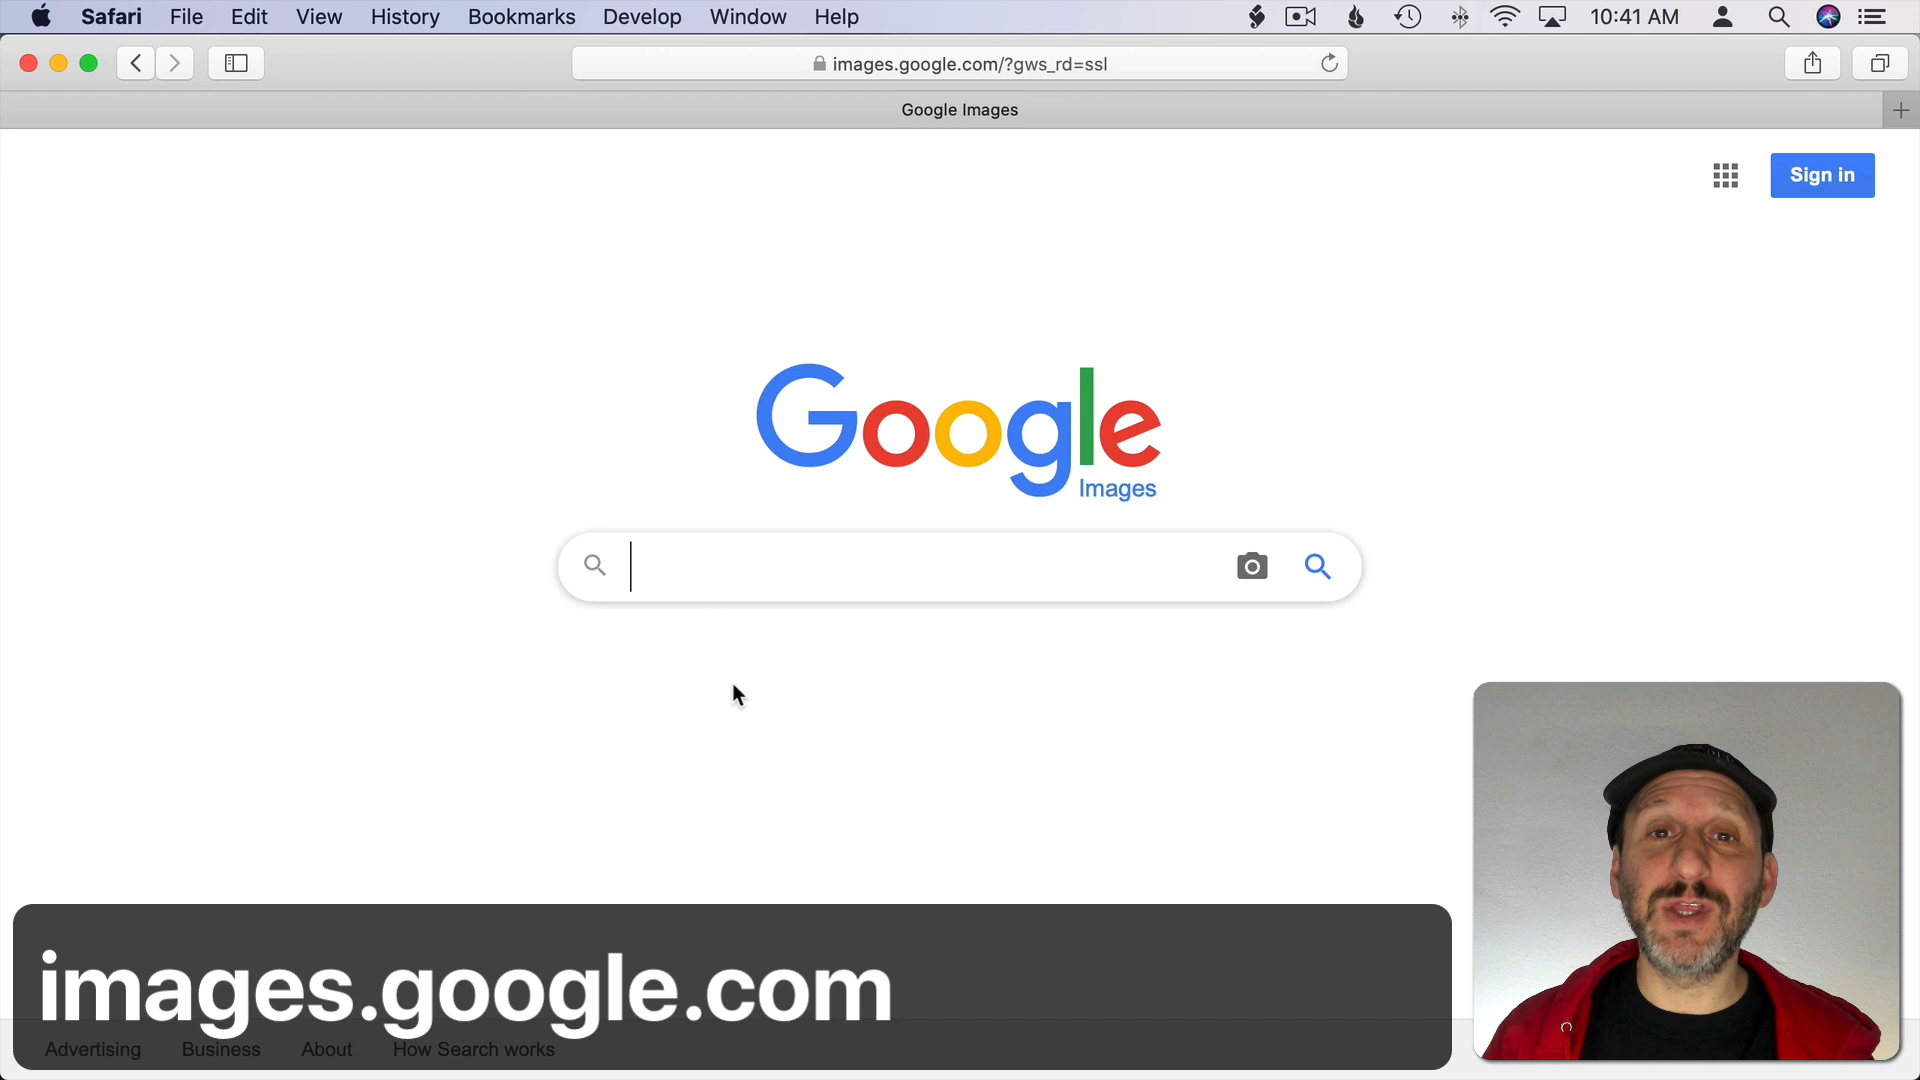 Safari File Edit View History Bookmarks Develop Window Help 10:41 AM
images.google.com/?gws_rd=ssl
Google Images
Sign in
Google
Images
images.google.com
Advertising Business About How Search works